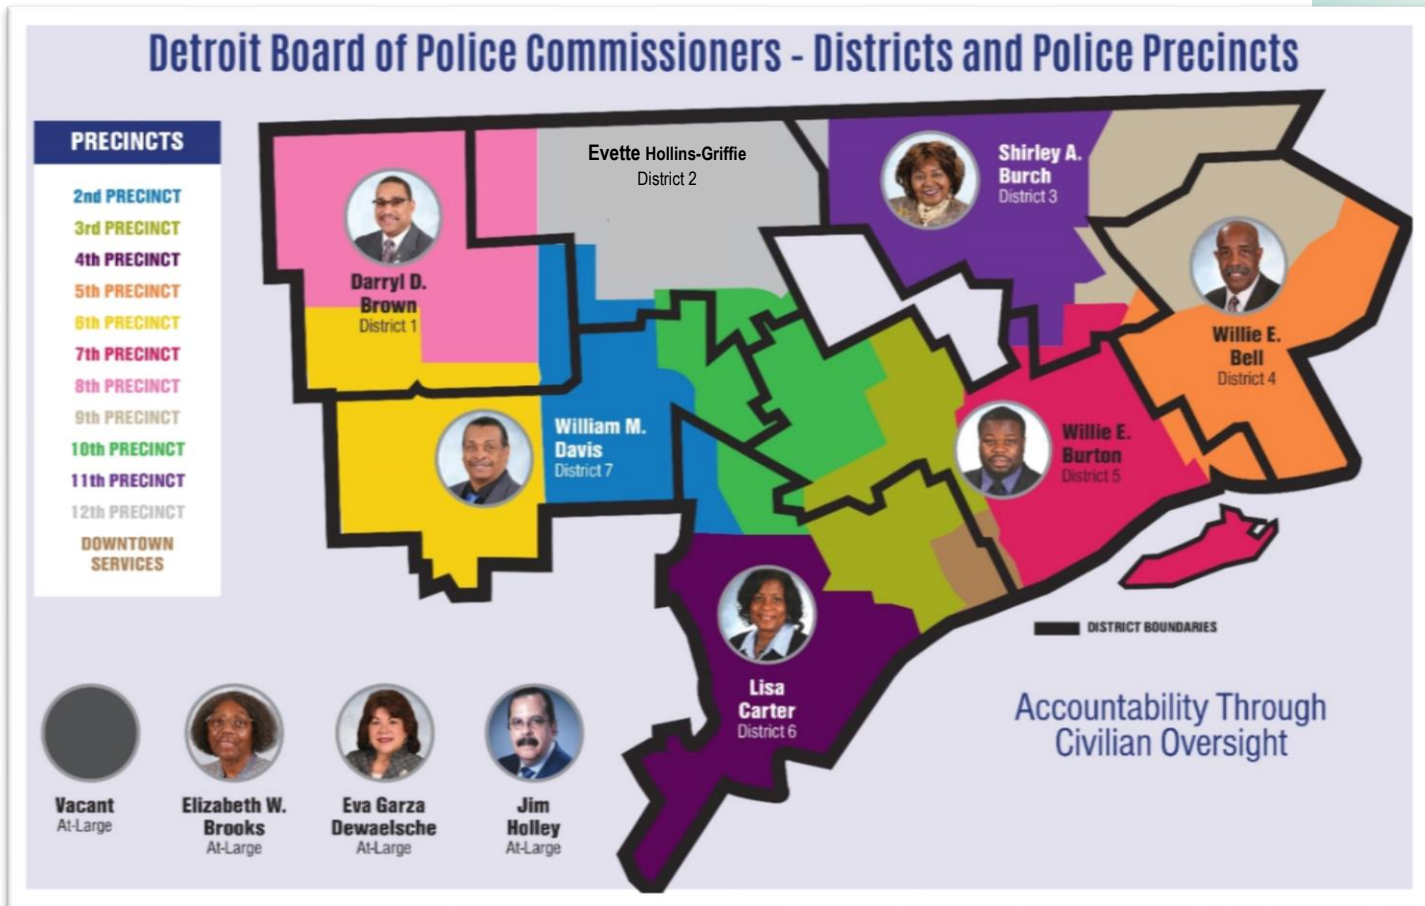 Detroit Board of Police Commissioners - Districts and Police Precincts
PRECINCTS
2nd PRECINCT
3rd PRECINCT
4th PRECINCT
5th PRECINCT
6th PRECINCT
7th PRECINCT
8th PRECINCT
9th PRECINCT
10th PRECINCT
11th PRECINCT
12th PRECINCT
DOWNTOWN
SERVICES
Darryl D.
Brown
District 1
Evette Hollins-Griffie
District 2
Shirley A.
Burch
District 3
Willie E.
Bell
District 4
William M.
Davis
District 7
Willie E.
Burton
District 5
Lisa
Carter
District 6
DISTRICT BOUNDARIES
Accountability Through
Civilian Oversight
Vacant
At-Large
Elizabeth W.
Brooks
At-Large
Eva Garza
Dewaelsche
At-Large
Jim
Holley
At-Large